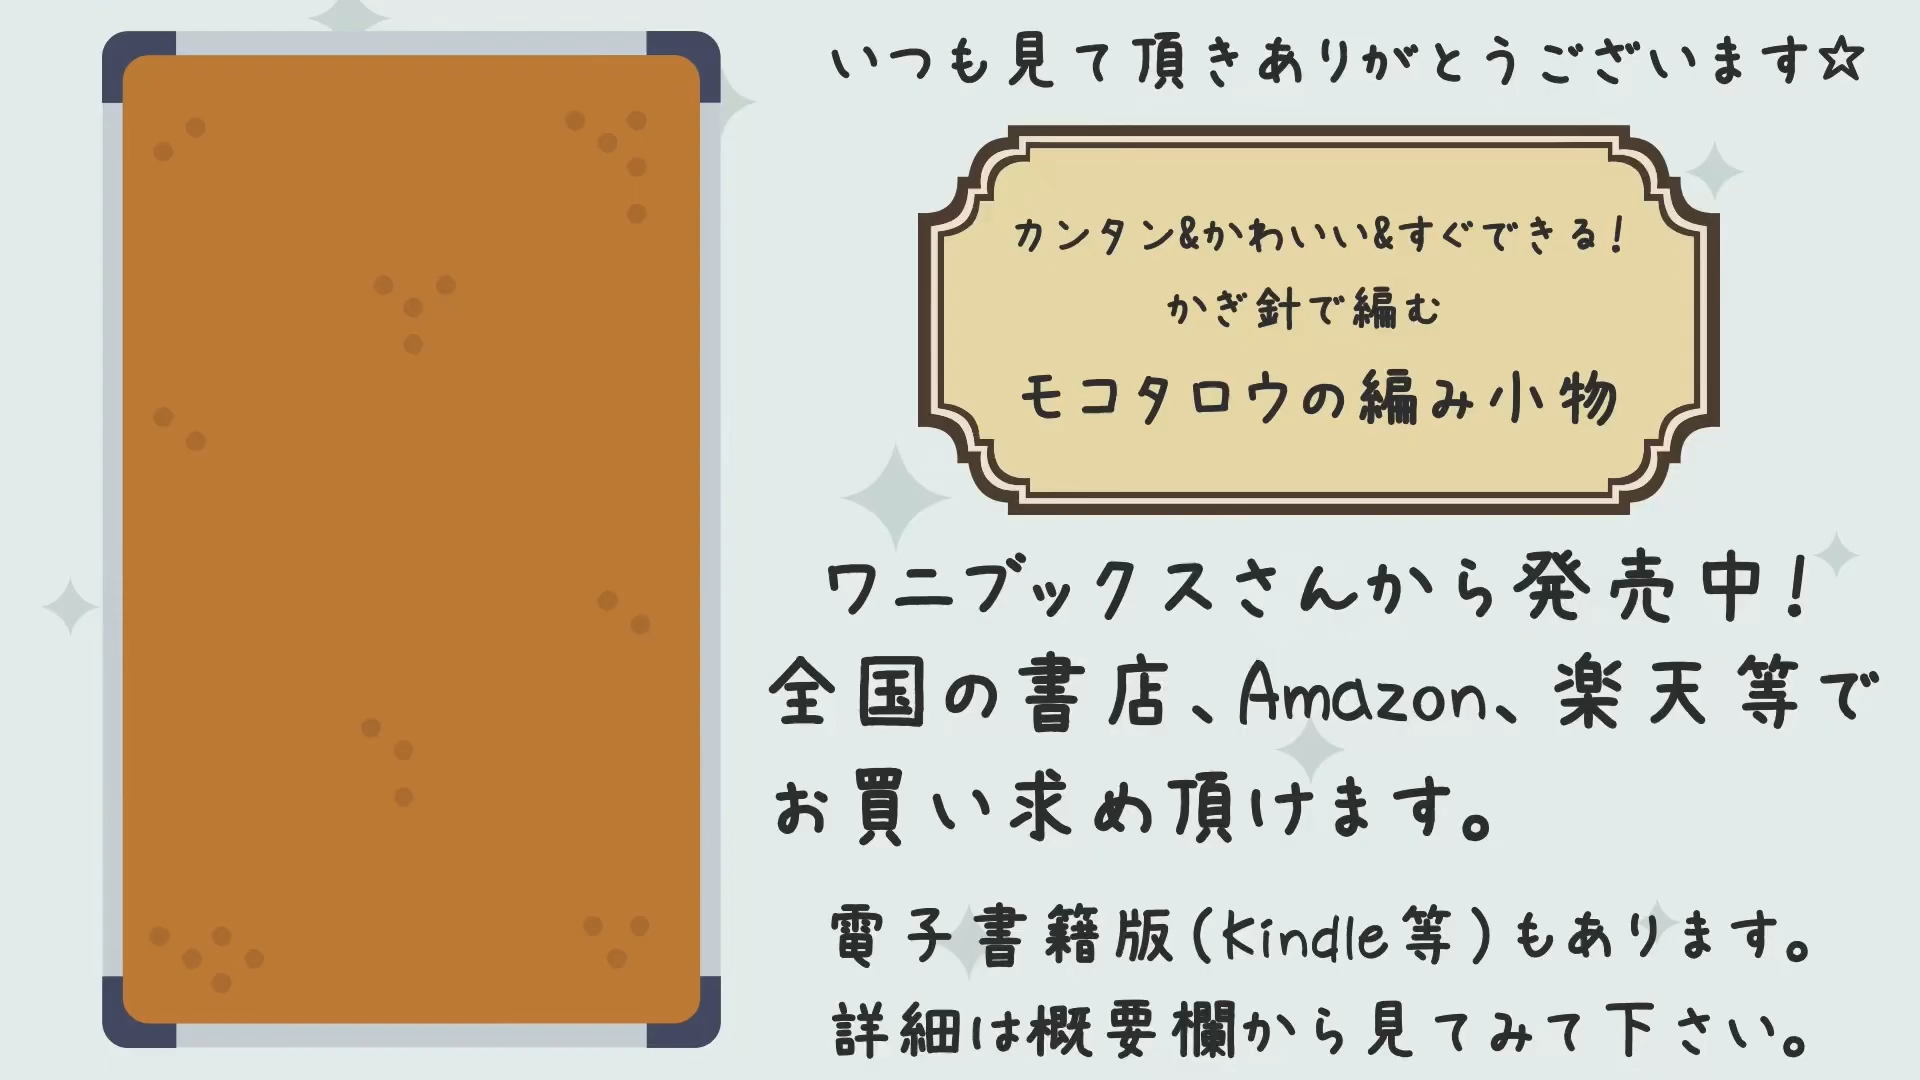 いつも見て頂きありがとうございます☆
カンタン&かわいい&すぐできる!
かぎ針で編む
モコタロウの編み小物
ワニブックスさんから発売中!
全国の書店、Amazon、楽天等で
お買い求め頂けます。
電子書籍版(Kindle等)もあります。
詳細は概要欄から見てみて下さい。